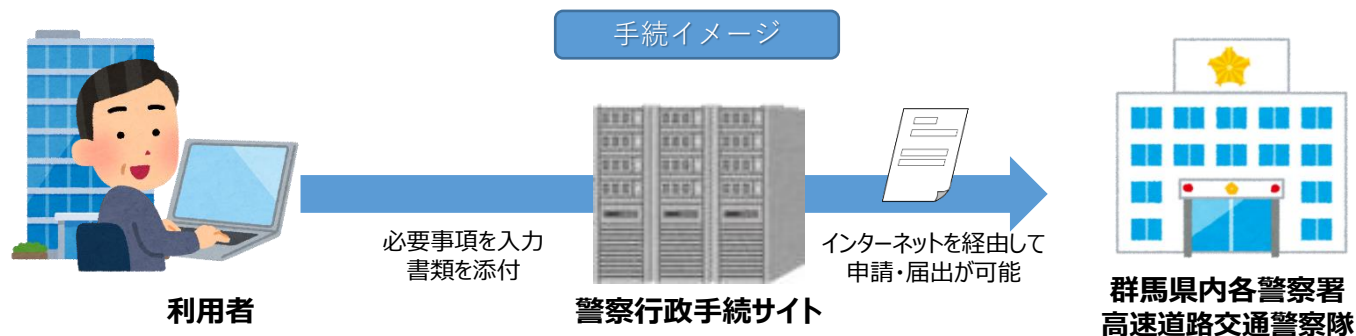 手続イメージ
必要事項を入力
書類を添付
インターネットを経由して
申請・届出が可能
利用者
警察行政手続サイト
群馬県内各警察署
高速道路交通警察隊